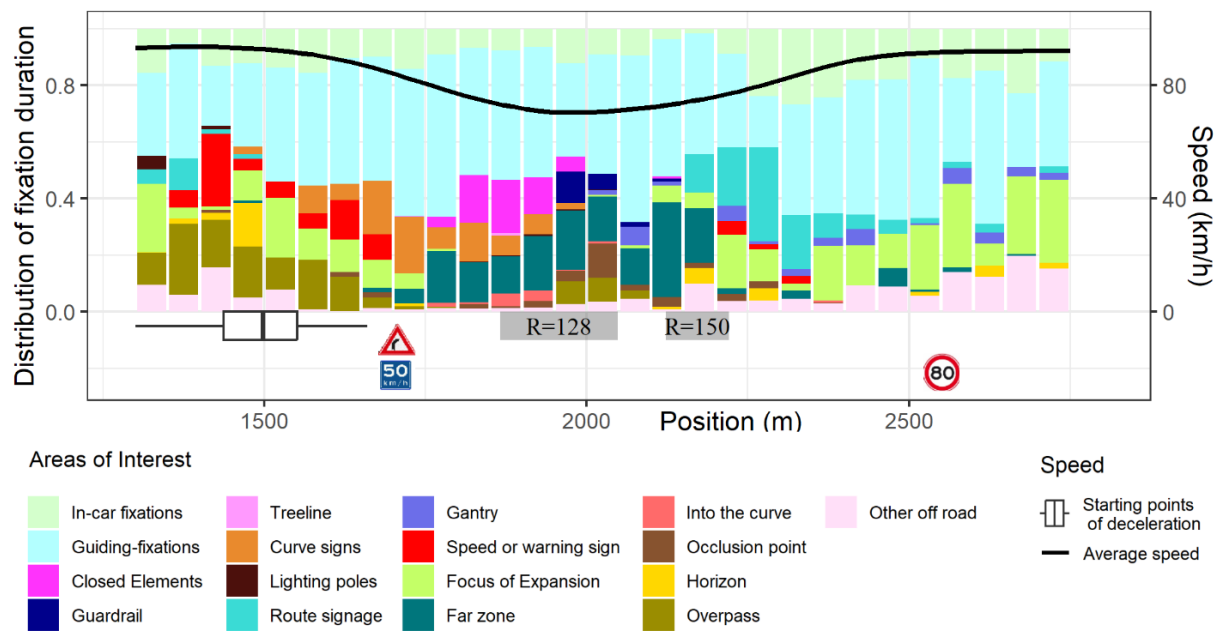 Distribution of fixation duration
0.8
0.4
0.0
80
40
0
Speed (km/h)
R=128
R=150
50
km/h
80
1500
2000
2500
Position (m)
Areas of Interest
In-car fixations
Guiding-fixations
Closed Elements
Guardrail
Treeline
Curve signs
Lighting poles
Route signage
Gantry
Speed or warning sign
Focus of Expansion
Far zone
Into the curve
Occlusion point
Horizon
Overpass
Other off road
Speed
Starting points
of deceleration
Average speed